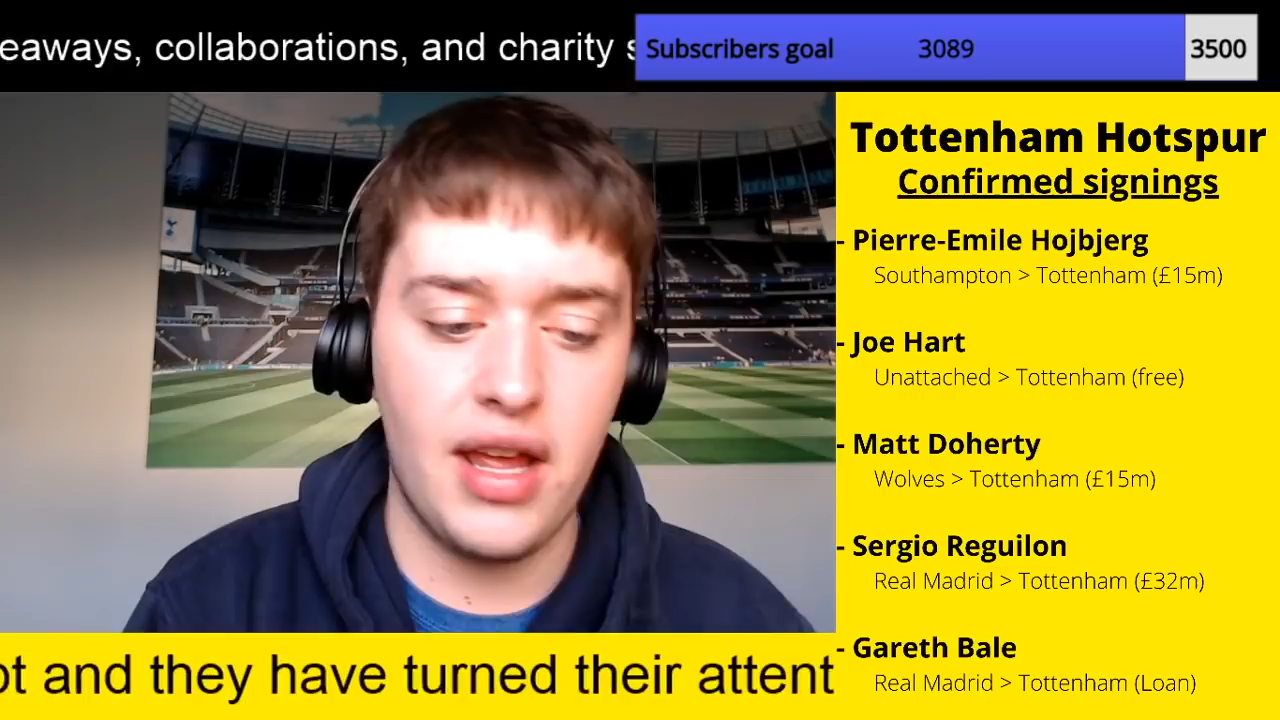 eaways, collaborations, and charity s
Subscribers goal 3089 3500
Tottenham Hotspur
Confirmed signings
- Pierre-Emile Hojbjerg
Southampton > Tottenham (£15m)
- Joe Hart
Unattached > Tottenham (free)
- Matt Doherty
Wolves > Tottenham (£15m)
- Sergio Reguilon
Real Madrid > Tottenham (£32m)
- Gareth Bale
Real Madrid > Tottenham (Loan)
ot and they have turned their attent